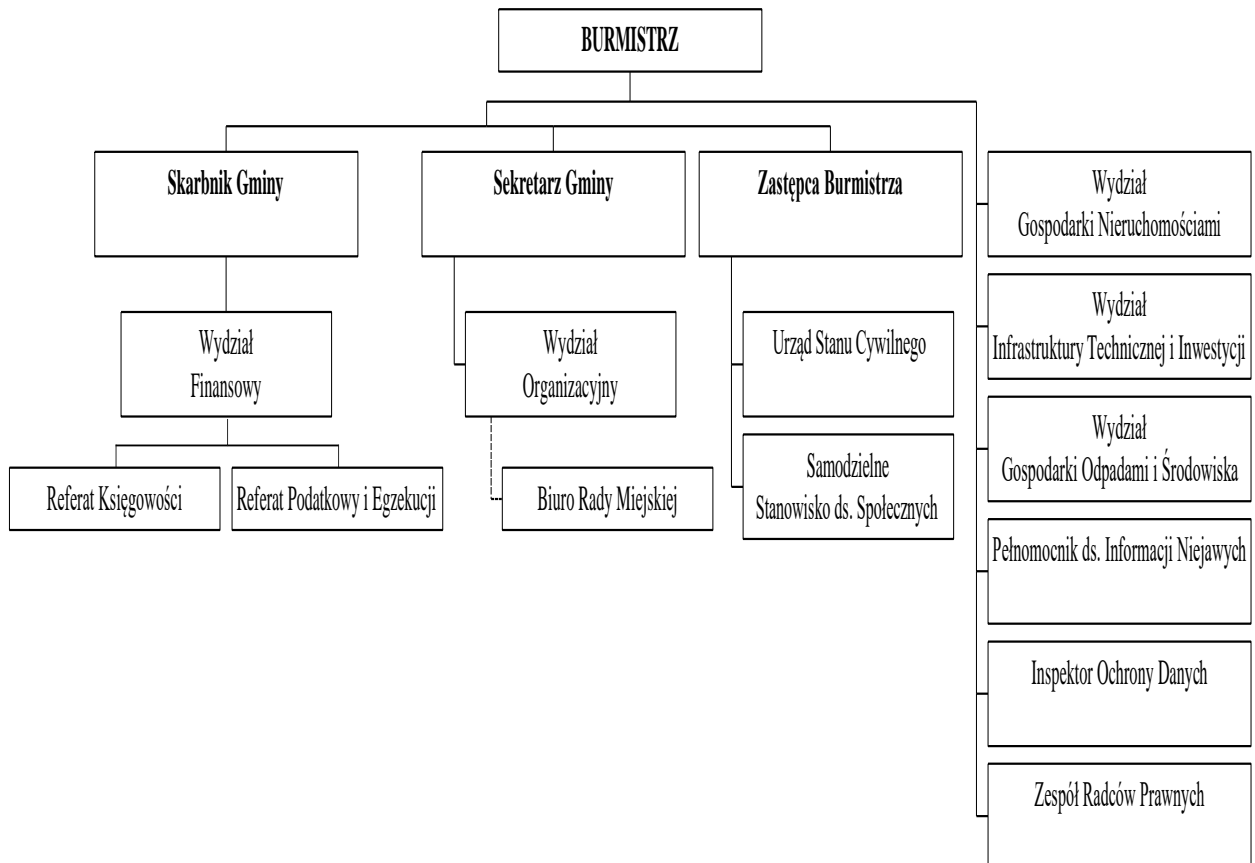 BURMISTRZ
Skarbnik Gminy
Sekretarz Gminy
Zastępca Burmistrza
Wydział
Finansowy
Referat Księgowości
Referat Podatkowy i Egzekucji
Wydział
Organizacyjny
Biuro Rady Miejskiej
Urząd Stanu Cywilnego
Samodzielne
Stanowisko ds. Społecznych
Wydział
Gospodarki Nieruchomościami
Wydział
Infrastruktury Technicznej i Inwestycji
Wydział
Gospodarki Odpadami i Środowiska
Pełnomocnik ds. Informacji Niejawych
Inspektor Ochrony Danych
Zespół Radców Prawnych